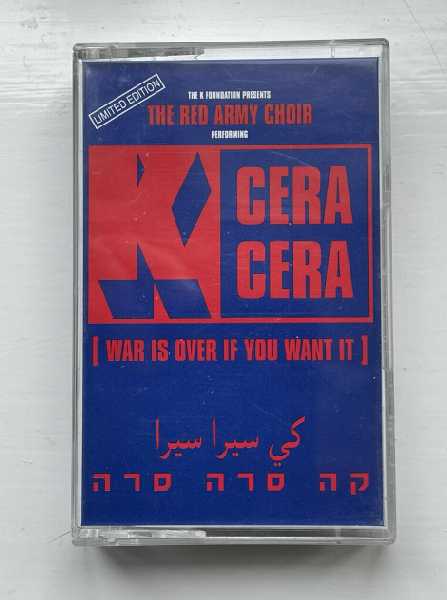 LIMITED EDITION
THE K FOUNDATION PRESENTS
THE RED ARMY CHOIR
PERFORMING
K CERA
CERA
[ WAR IS OVER IF YOU WANT IT ]
كي سيرا سيرا
קה סרה סרה